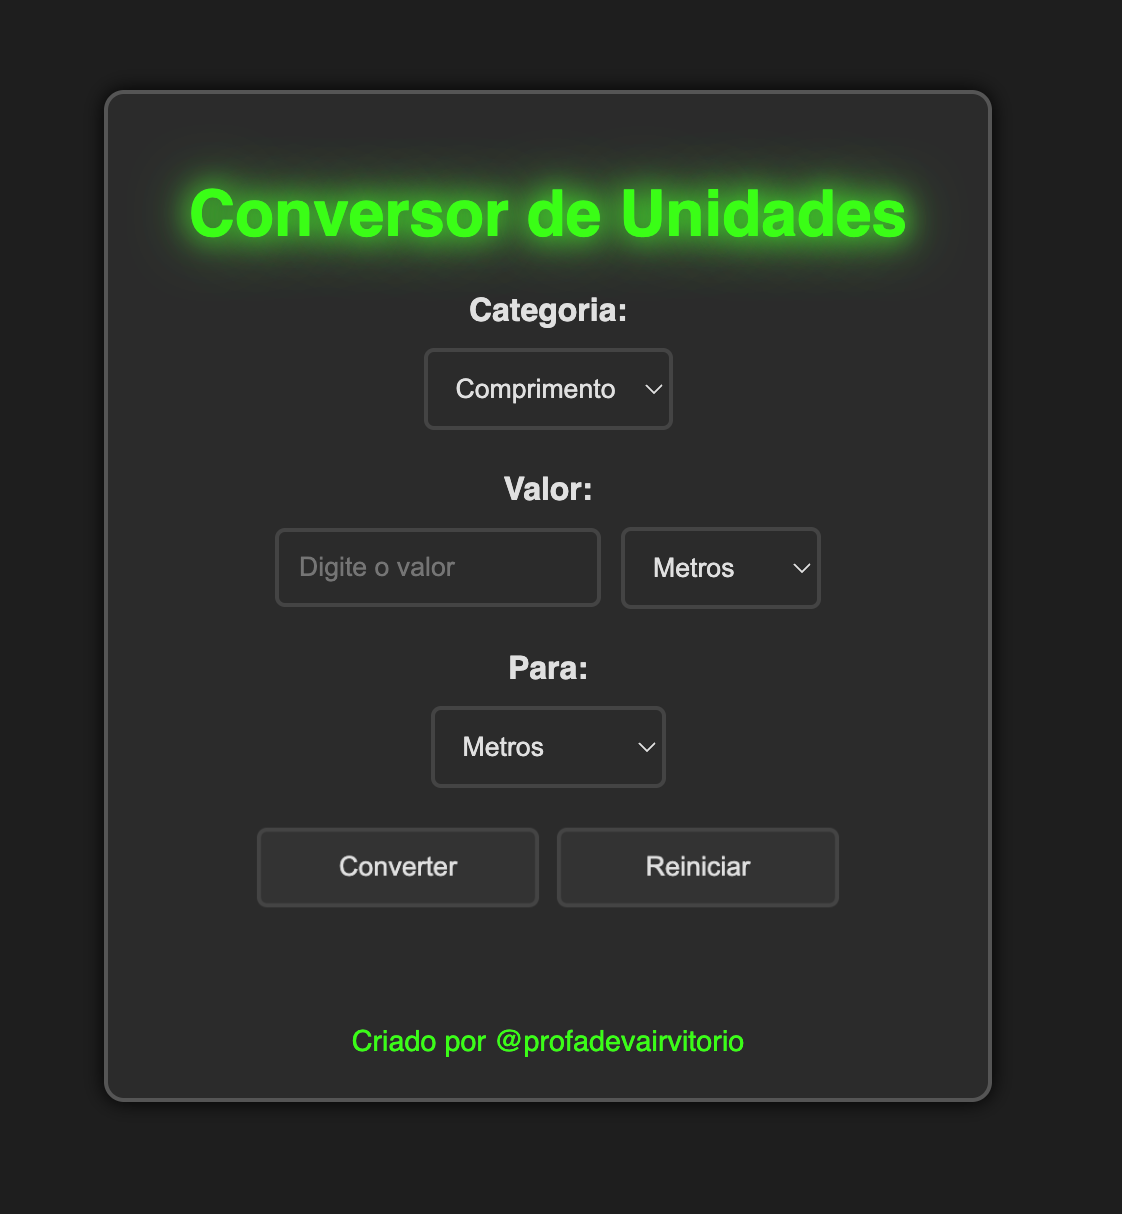 Conversor de Unidades
Categoria:
Comprimento
Valor:
Digite o valor Metros
Para:
Metros
Converter Reiniciar
Criado por @profadevairvitorio